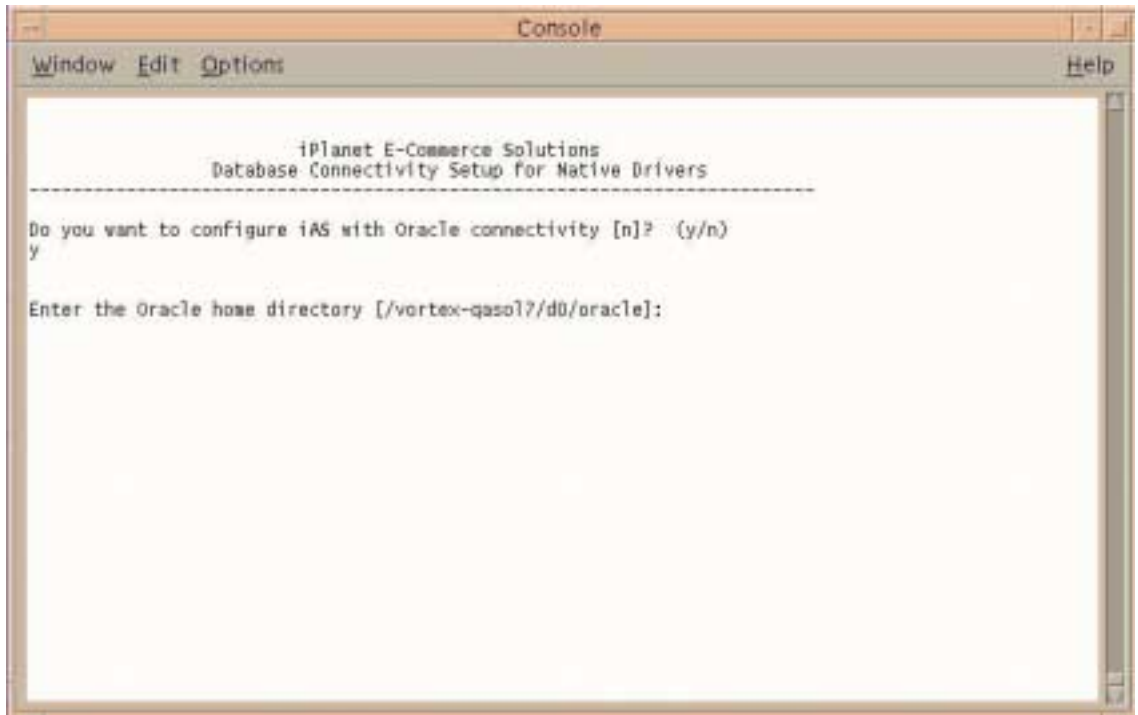 Console
Window Edit Options Help
iPlanet E-Commerce Solutions
Database Connectivity Setup for Native Drivers
--------------------------------------------------------------------------
Do you want to configure iAS with Oracle connectivity [n]? (y/n)
y
Enter the Oracle home directory [/vortex-qasol7/d0/oracle]: